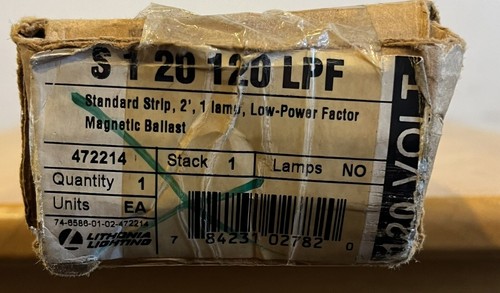 S 1 20 120 LPF
Standard Strip, 2', 1 lamp, Low-Power Factor
Magnetic Ballast
472214 Stack 1 Lamps NO
Quantity 1
Units EA
74-6586-01-02-472214
LITHONIA
LIGHTING
7 84231 02782 0
120 VOLT